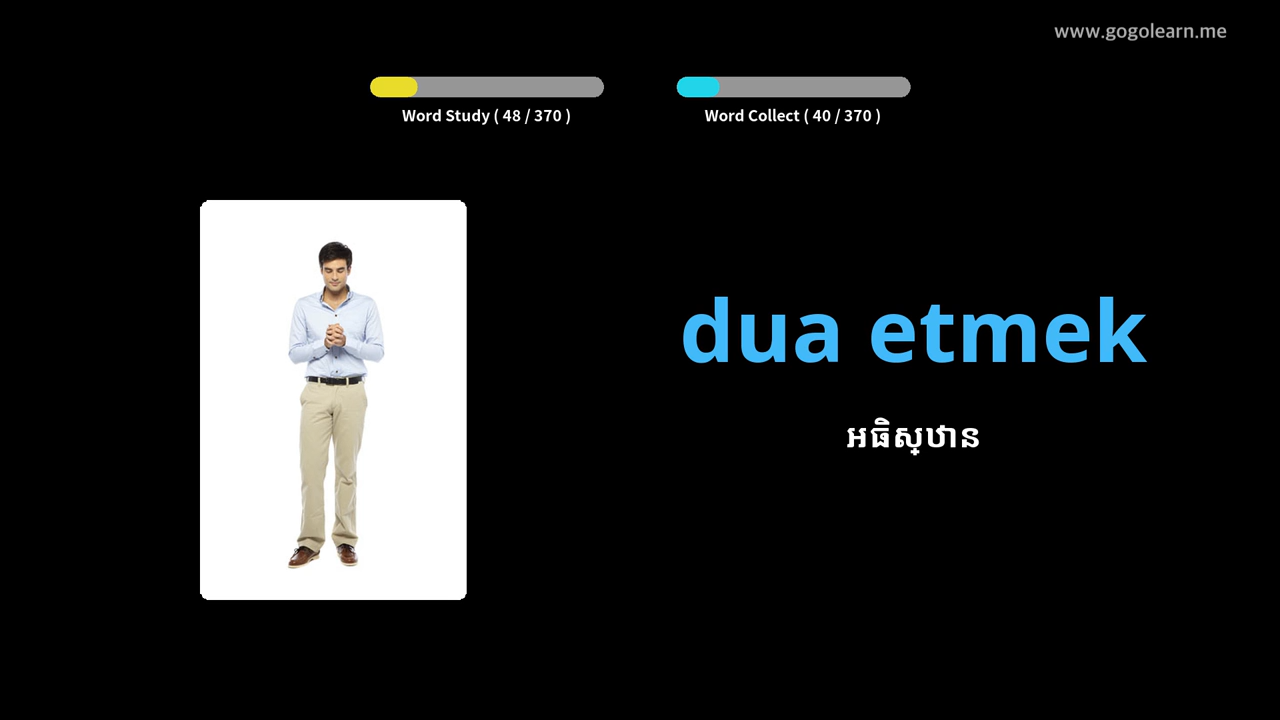 www.gogolearn.me
Word Study ( 48 / 370 )
Word Collect ( 40 / 370 )
dua etmek
អធិស្ឋាន